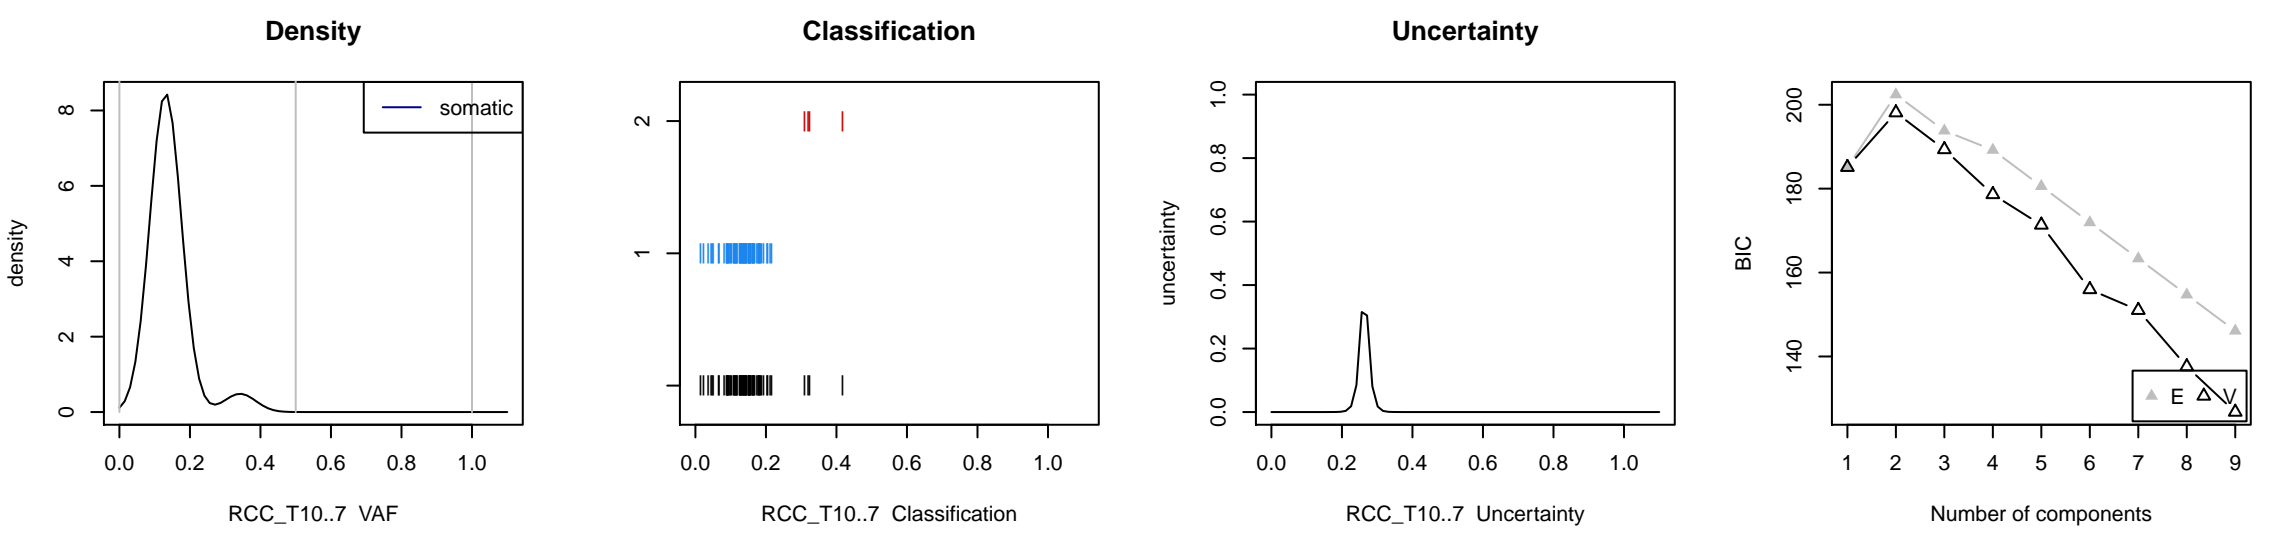 Density
density
0 2 4 6 8
somatic
0.0 0.2 0.4 0.6 0.8 1.0
RCC_T10..7 VAF
Classification
1 2
0.0 0.2 0.4 0.6 0.8 1.0
RCC_T10..7 Classification
Uncertainty
uncertainty
0.0 0.2 0.4 0.6 0.8 1.0
0.0 0.2 0.4 0.6 0.8 1.0
RCC_T10..7 Uncertainty
BIC
140 160 180 200
E V
1 2 3 4 5 6 7 8 9
Number of components